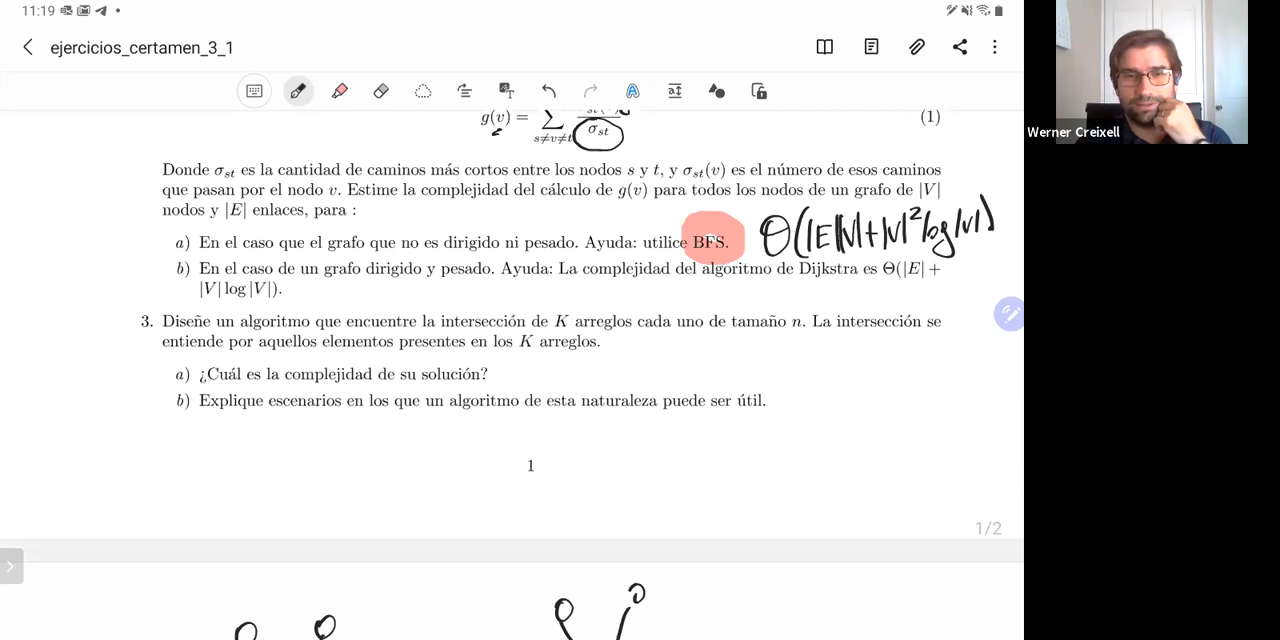 11:19
ejercicios_certamen_3_1
g(v) = ∑ s≠v≠t σst (1)
Donde σst es la cantidad de caminos más cortos entre los nodos s y t, y σst(v) es el número de esos caminos
que pasan por el nodo v. Estime la complejidad del cálculo de g(v) para todos los nodos de un grafo de |V|
nodos y |E| enlaces, para :
a) En el caso que el grafo que no es dirigido ni pesado. Ayuda: utilice BFS.
Θ(|E||V|+|V|²log|V|)
b) En el caso de un grafo dirigido y pesado. Ayuda: La complejidad del algoritmo de Dijkstra es Θ(|E| +
|V| log |V|).
3. Diseñe un algoritmo que encuentre la intersección de K arreglos cada uno de tamaño n. La intersección se
entiende por aquellos elementos presentes en los K arreglos.
a) ¿Cuál es la complejidad de su solución?
b) Explique escenarios en los que un algoritmo de esta naturaleza puede ser útil.
1
1/2
Werner Creixell